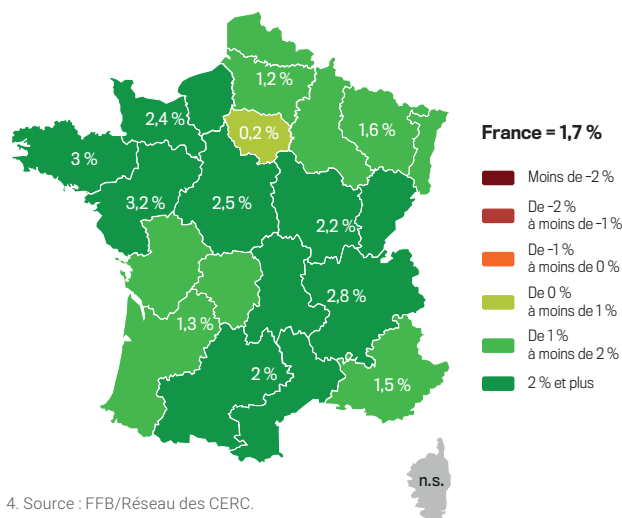 1,2 %
2,4 %
0,2 %
1,6 %
3 %
3,2 %
2,5 %
2,2 %
2,8 %
1,3 %
2 %
1,5 %
n.s.
France = 1,7 %
Moins de -2 %
De -2 %
à moins de -1 %
De -1 %
à moins de 0 %
De 0 %
à moins de 1 %
De 1 %
à moins de 2 %
2 % et plus
4. Source : FFB/Réseau des CERC.